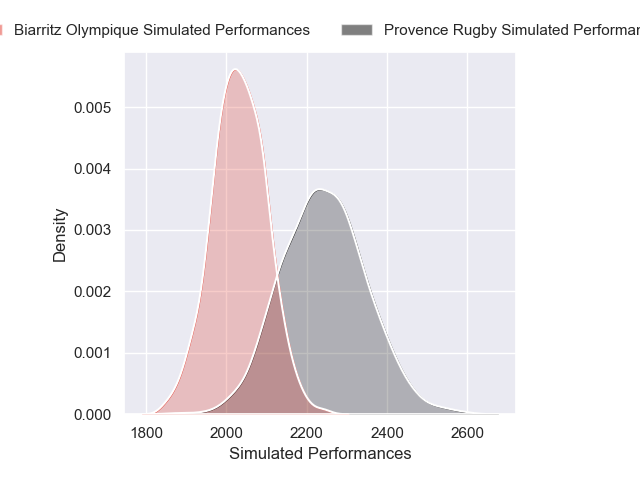 Biarritz Olympique Simulated Performances
Provence Rugby Simulated
0.005
0.004
0.003
0.002
0.001
0.000
Density
1800 2000 2200 2400 2600
Simulated Performances